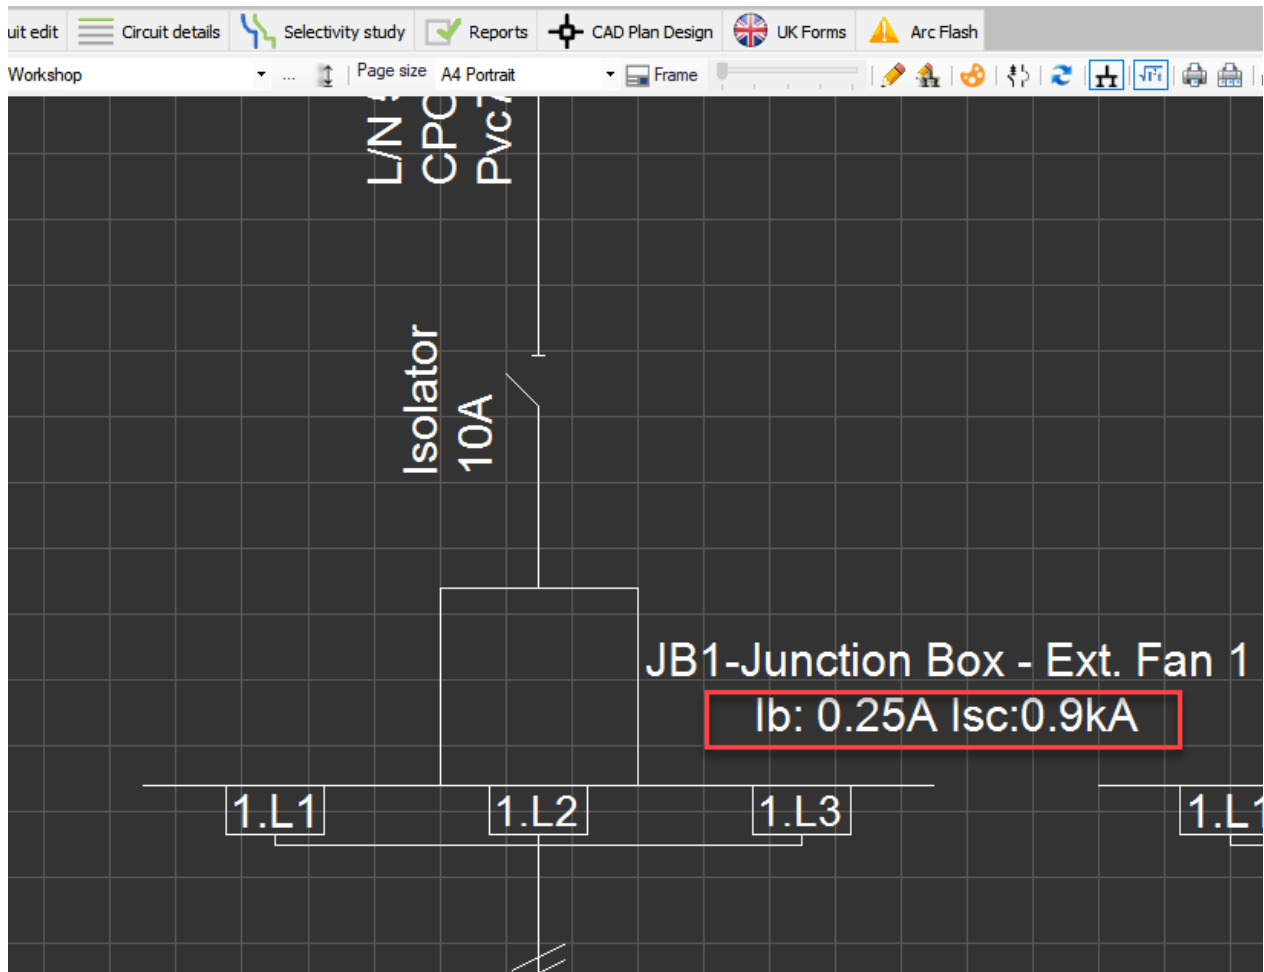 uit edit Circuit details Selectivity study Reports CAD Plan Design UK Forms Arc Flash
Workshop ... Page size A4 Portrait Frame
L/N
CPC
Isolator
10A
JB1-Junction Box - Ext. Fan 1
Ib: 0.25A Isc:0.9kA
1.L1 1.L2 1.L3 1.L1